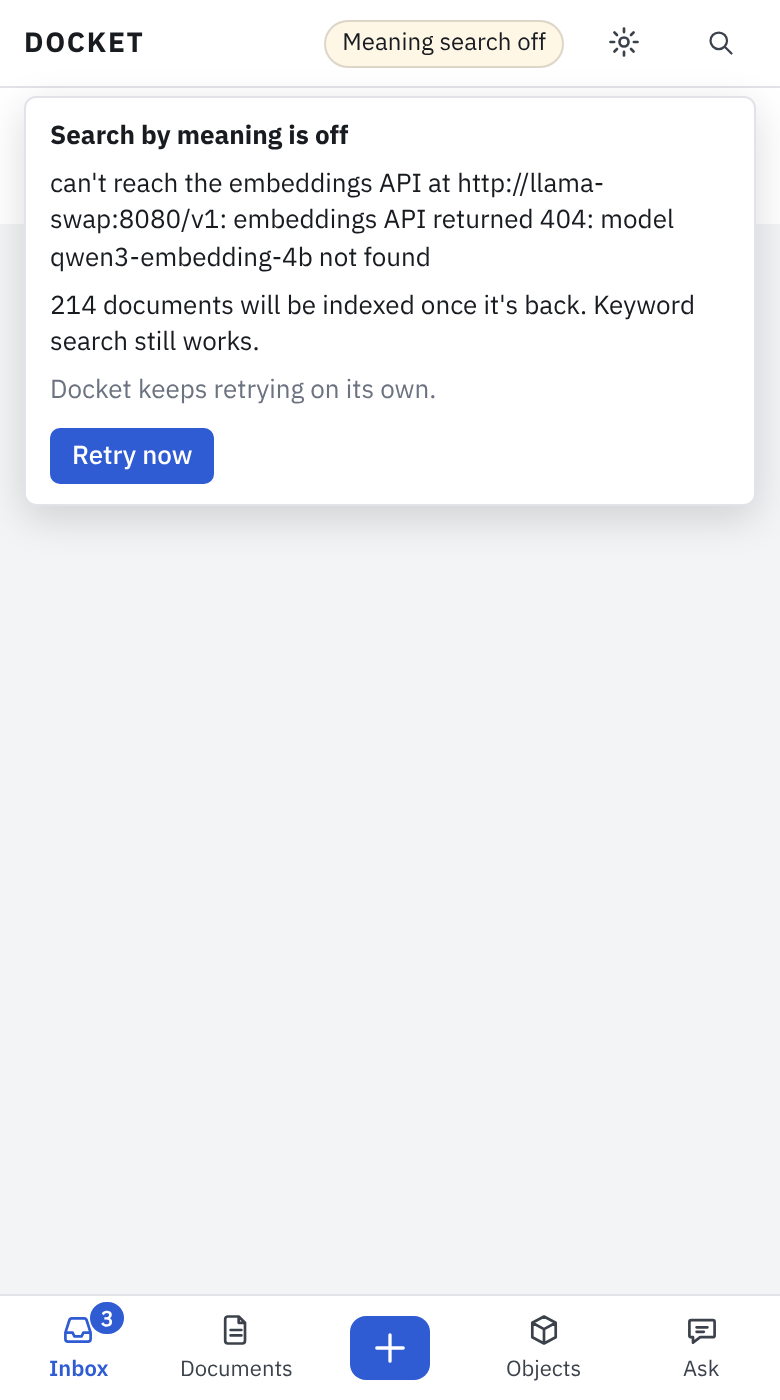 DOCKET
Meaning search off
Search by meaning is off
can't reach the embeddings API at http://llama-
swap:8080/v1: embeddings API returned 404: model
qwen3-embedding-4b not found
214 documents will be indexed once it's back. Keyword
search still works.
Docket keeps retrying on its own.
Retry now
3
Inbox
Documents
Objects
Ask